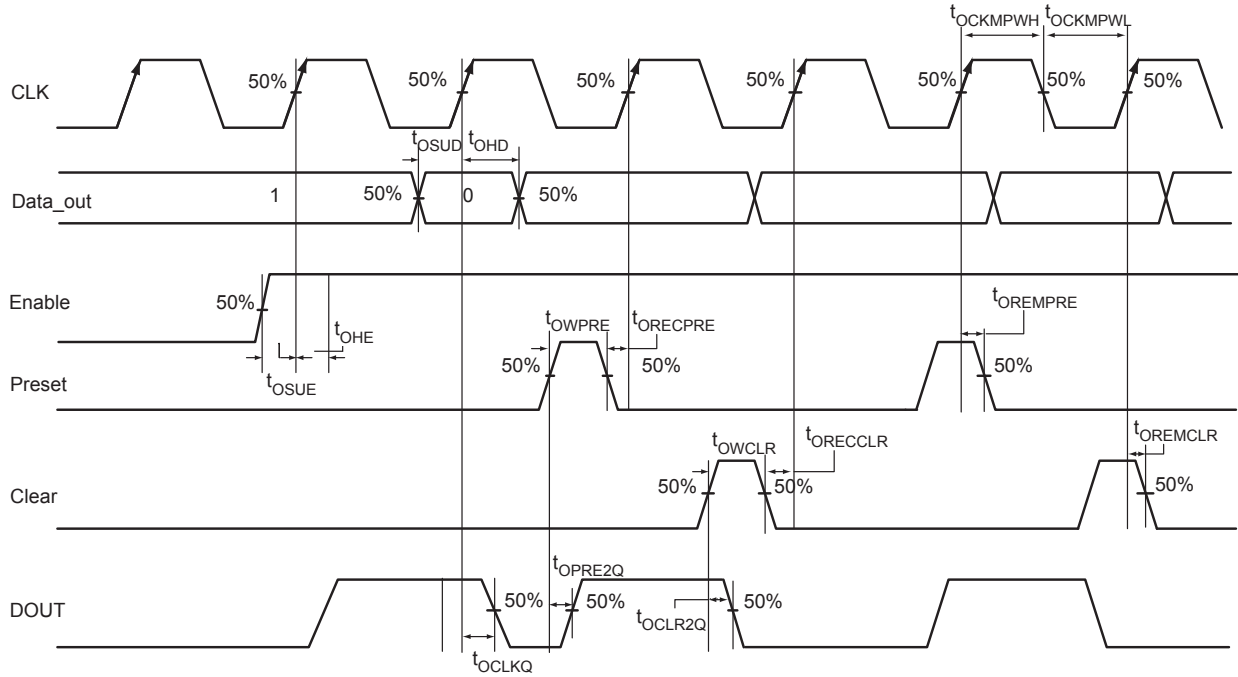 tOCKMPWH tOCKMPWL
CLK 50% 50% 50% 50% 50% 50% 50%
tOSUD tOHD
Data_out 1 50% 0 50%
Enable 50%
tOHE
tOSUE
tOWPRE tORECPRE tOREMPRE
Preset 50% 50% 50%
tOWCLR tORECCLR tOREMCLR
Clear 50% 50% 50%
tOPRE2Q
DOUT 50% 50% 50%
tOCLR2Q
tOCLKQ